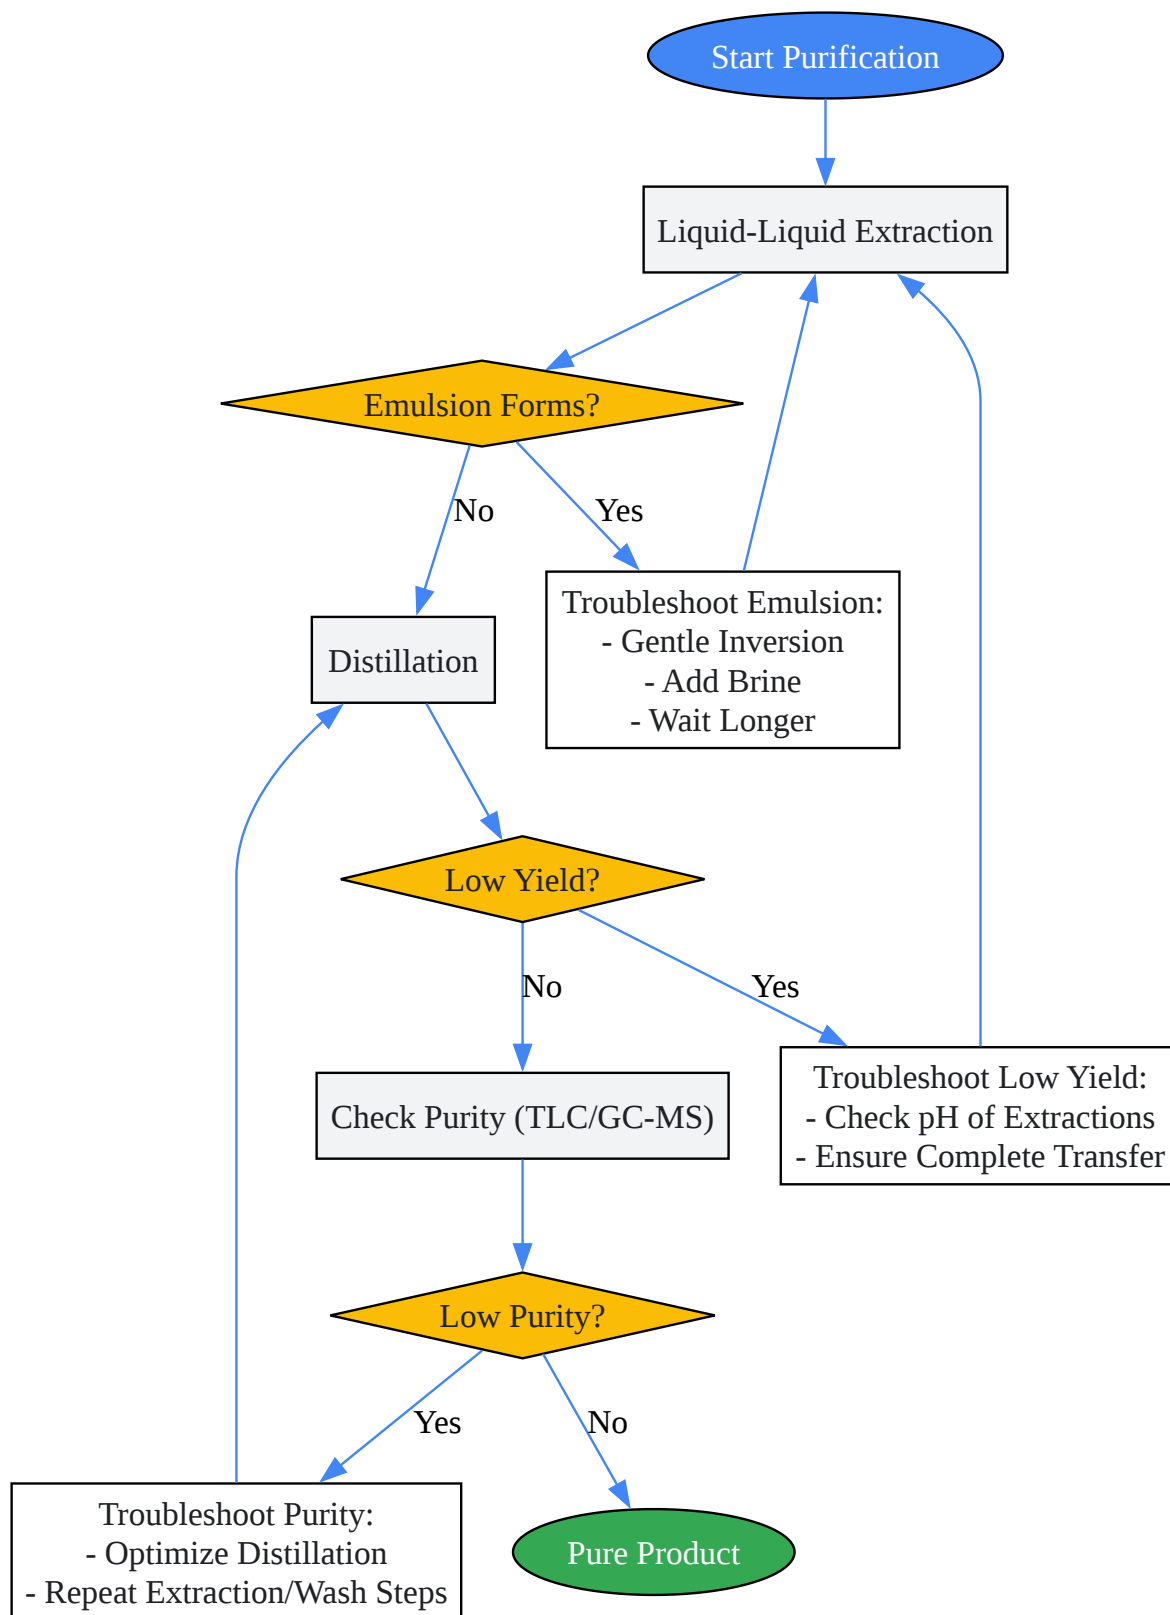 Start Purification
Liquid-Liquid Extraction
Emulsion Forms?
No
Yes
Troubleshoot Emulsion:
- Gentle Inversion
- Add Brine
- Wait Longer
Distillation
Low Yield?
No
Yes
Troubleshoot Low Yield:
- Check pH of Extractions
- Ensure Complete Transfer
Check Purity (TLC/GC-MS)
Low Purity?
Yes
No
Troubleshoot Purity:
- Optimize Distillation
- Repeat Extraction/Wash Steps
Pure Product